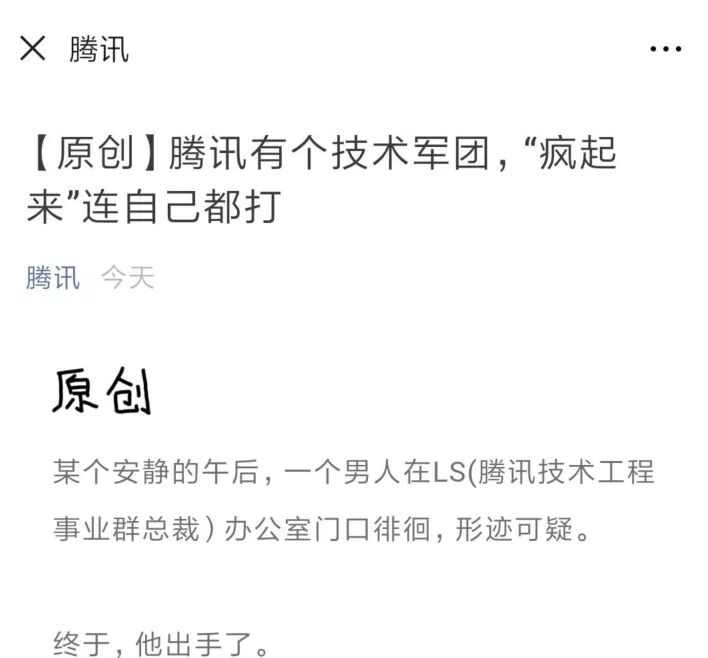 腾讯
【原创】腾讯有个技术军团，“疯起
来”连自己都打
腾讯 今天
原创
某个安静的午后，一个男人在LS(腾讯技术工程
事业群总裁）办公室门口徘徊，形迹可疑。
终于，他出手了。